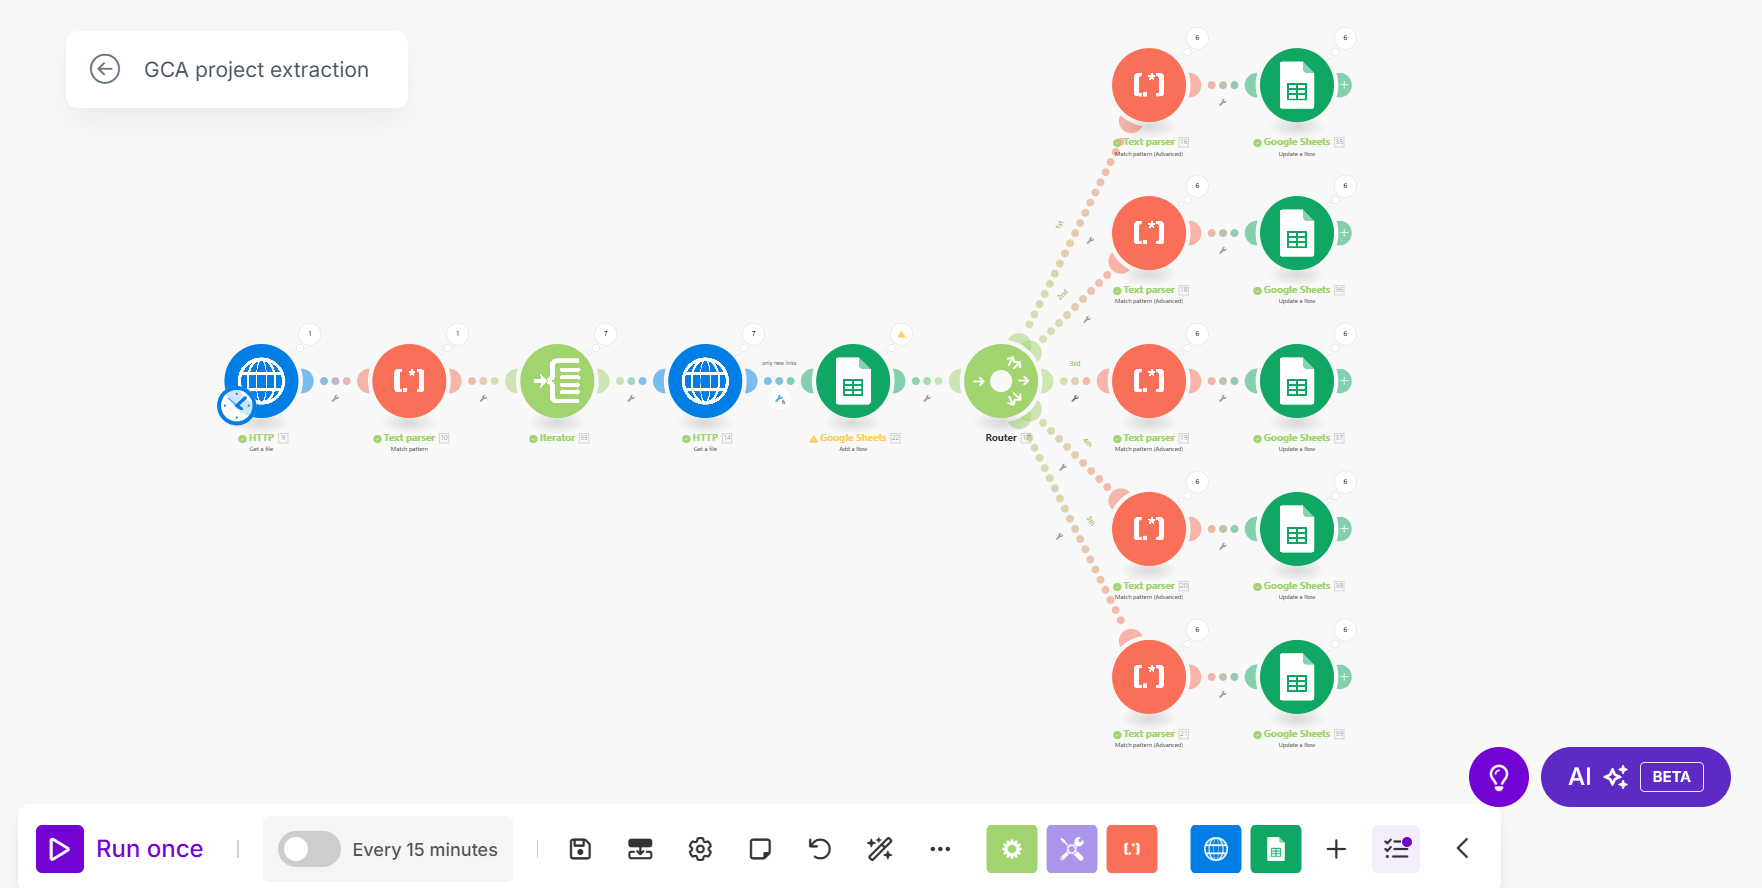 GCA project extraction
6
6
Text parser 16
Match pattern (Advanced)
Google Sheets 35
Update a Row
6
6
1st
2nd
Text parser 18
Match pattern (Advanced)
Google Sheets 36
Update a Row
1
1
7
7
6
6
only new links
6
3rd
HTTP 9
Get a file
Text parser 10
Match pattern
Iterator 33
HTTP 14
Get a file
Google Sheets 22
Add a Row
Router
4th
Text parser 19
Match pattern (Advanced)
Google Sheets 37
Update a Row
6
6
5th
Text parser 20
Match pattern (Advanced)
Google Sheets 38
Update a Row
6
6
Text parser 21
Match pattern (Advanced)
Google Sheets 39
Update a Row
AI BETA
Run once
Every 15 minutes